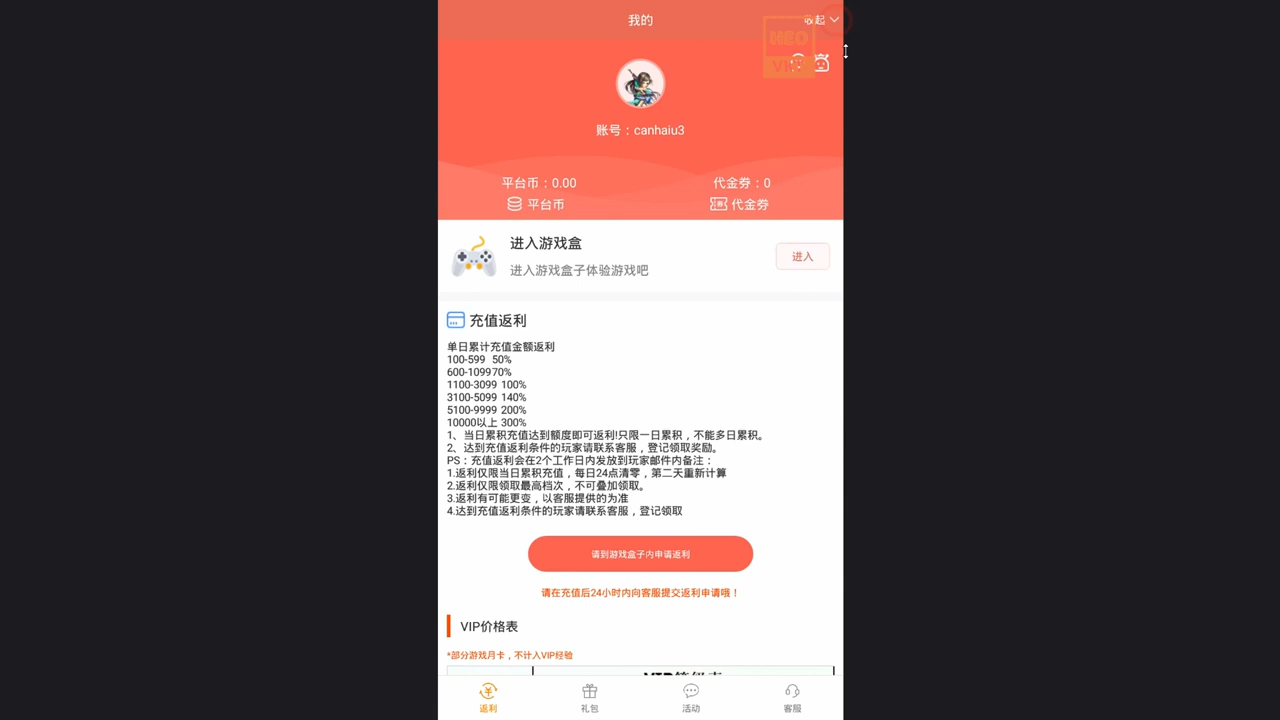 我的
收起
NEO
账号：canhaiu3
平台币：0.00
代金券：0
平台币
代金券
进入游戏盒
进入游戏盒子体验游戏吧
进入
充值返利
单日累计充值金额返利
100-599 50%
600-109970%
1100-3099 100%
3100-5099 140%
5100-9999 200%
10000以上 300%
1、当日累积充值达到额度即可返利!只限一日累积，不能多日累积。
2、达到充值返利条件的玩家请联系客服，登记领取奖励。
PS：充值返利会在2个工作日内发放到玩家邮件内备注：
1.返利仅限当日累积充值，每日24点清零，第二天重新计算
2.返利仅限领取最高档次，不可叠加领取。
3.返利有可能更变，以客服提供的为准
4.达到充值返利条件的玩家请联系客服，登记领取
请到游戏盒子内申请返利
请在充值后24小时内向客服提交返利申请哦！
VIP价格表
*部分游戏月卡，不计入VIP经验
返利
礼包
活动
客服